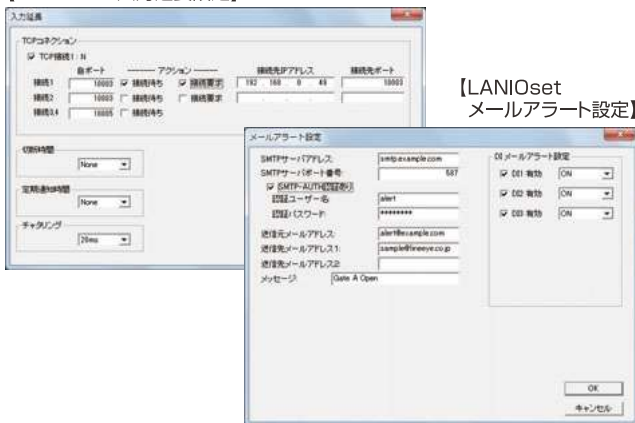 入力延長
TCPコネクション
TCP接続1:N
自ポート アクション 接続先IPアドレス 接続先ポート
接続1 10003 接続待ち 接続要求 192 . 168 . 0 . 10003
接続2 10003 接続待ち 接続要求
接続3,4 10005 接続待ち
切断時間
None
定期通知時間
None
チャタリング
20ms
【LANIOset
メールアラート設定】
メールアラート設定
SMTPサーバアドレス: smtp.example.com
SMTPサーバポート番号: 587
SMTP-AUTH(認証有り)
認証ユーザー名: alert
認証パスワード: ********
送信元メールアドレス: alert@example.com
送信先メールアドレス1: sample@lineeye.co.jp
送信先メールアドレス2:
メッセージ: Gate A Open
DIメールアラート設定
DI1 有効 ON
DI2 有効 ON
DI3 有効 ON
OK
キャンセル